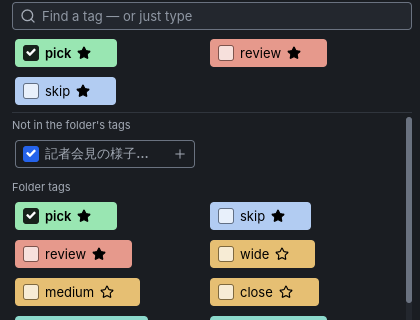 Find a tag — or just type
pick ★ review ★
skip ★
Not in the folder's tags
記者会見の様子... +
Folder tags
pick ★ skip ★
review ★ wide ☆
medium ☆ close ☆